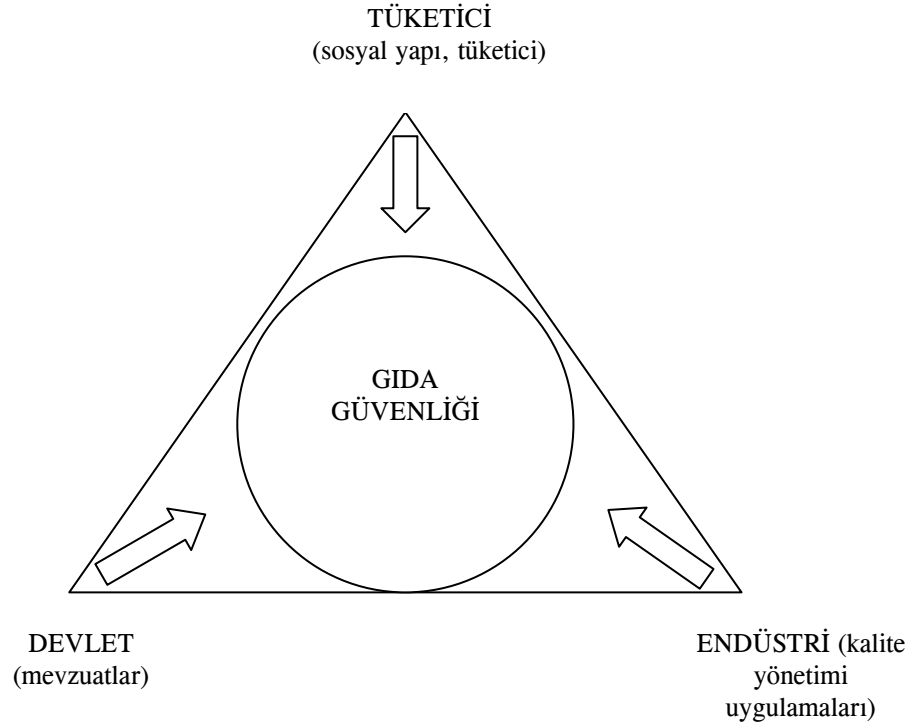 TÜKETİCİ
(sosyal yapı, tüketici)
GIDA
GÜVENLİĞİ
DEVLET
(mevzuatlar)
ENDÜSTRİ (kalite
yönetimi
uygulamaları)